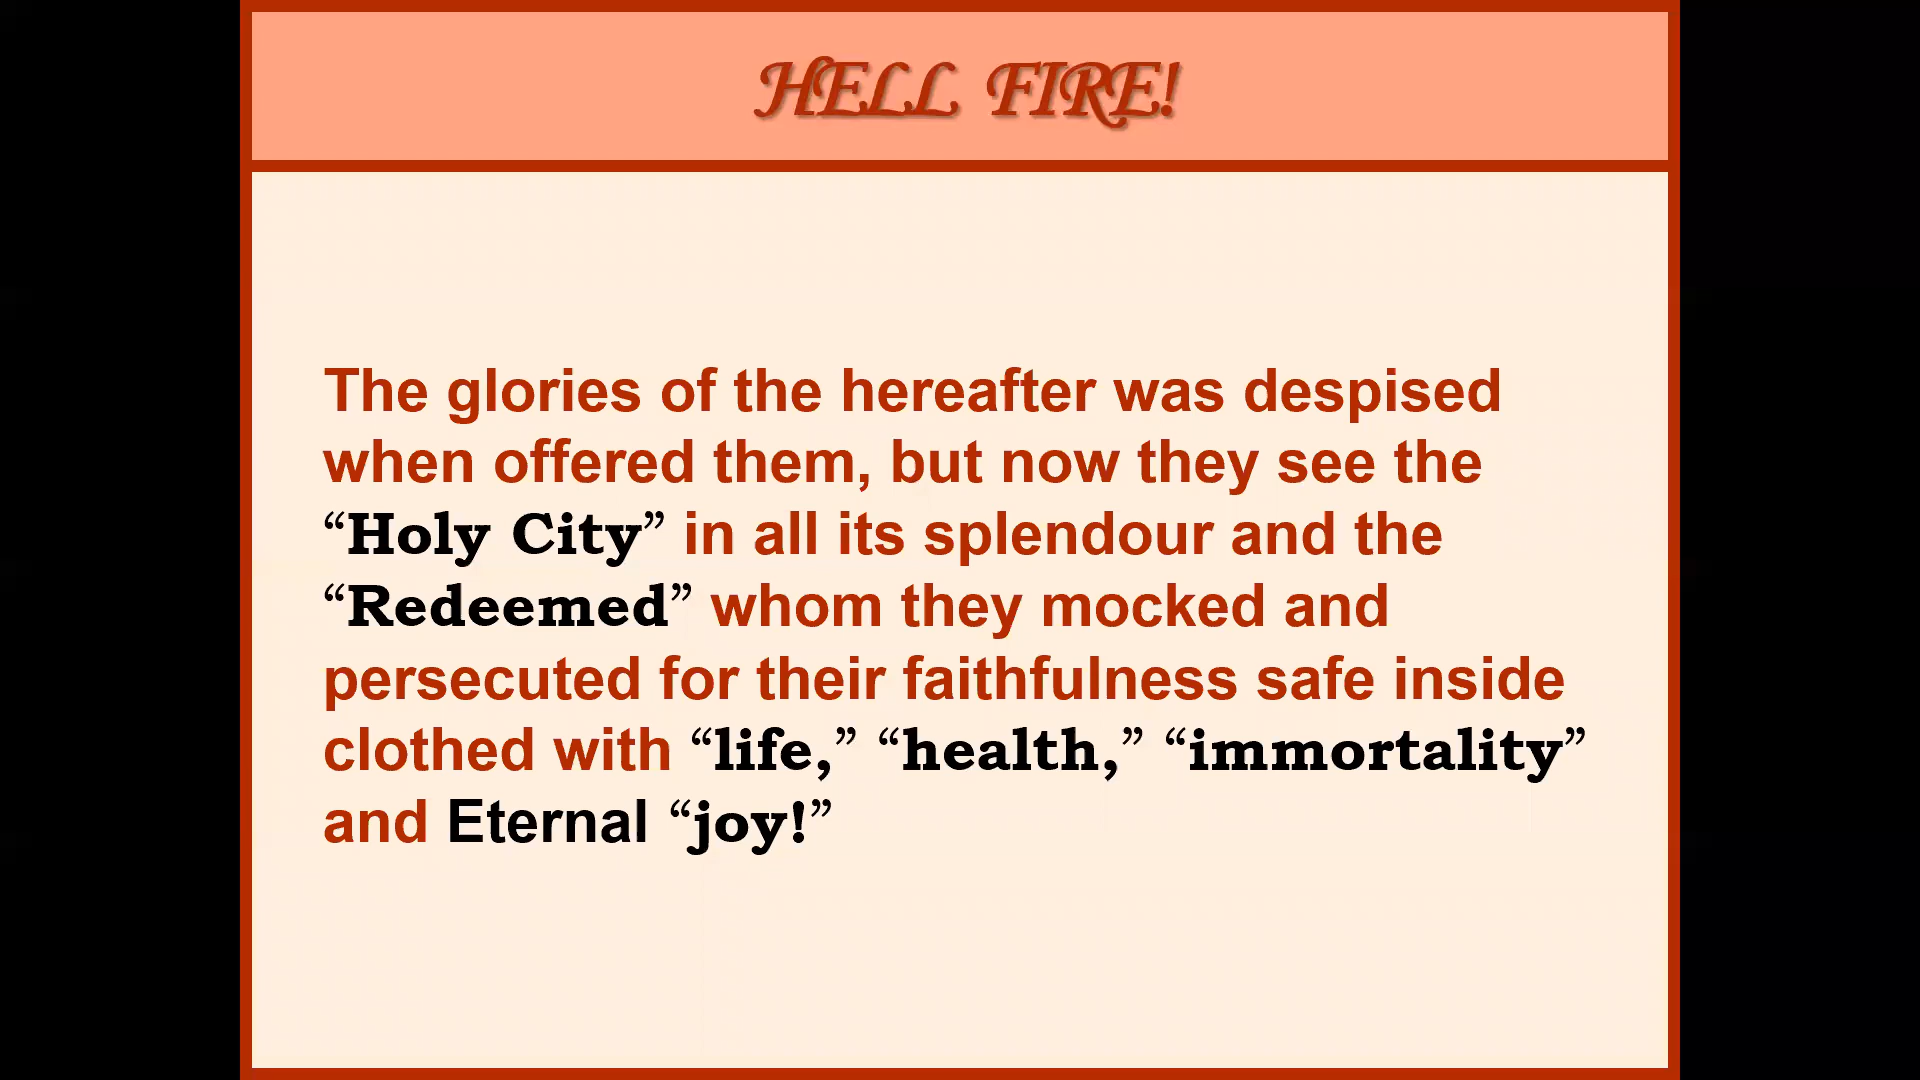 HELL FIRE!
The glories of the hereafter was despised
when offered them, but now they see the
“Holy City” in all its splendour and the
“Redeemed” whom they mocked and
persecuted for their faithfulness safe inside
clothed with “life,” “health,” “immortality”
and Eternal “joy!”